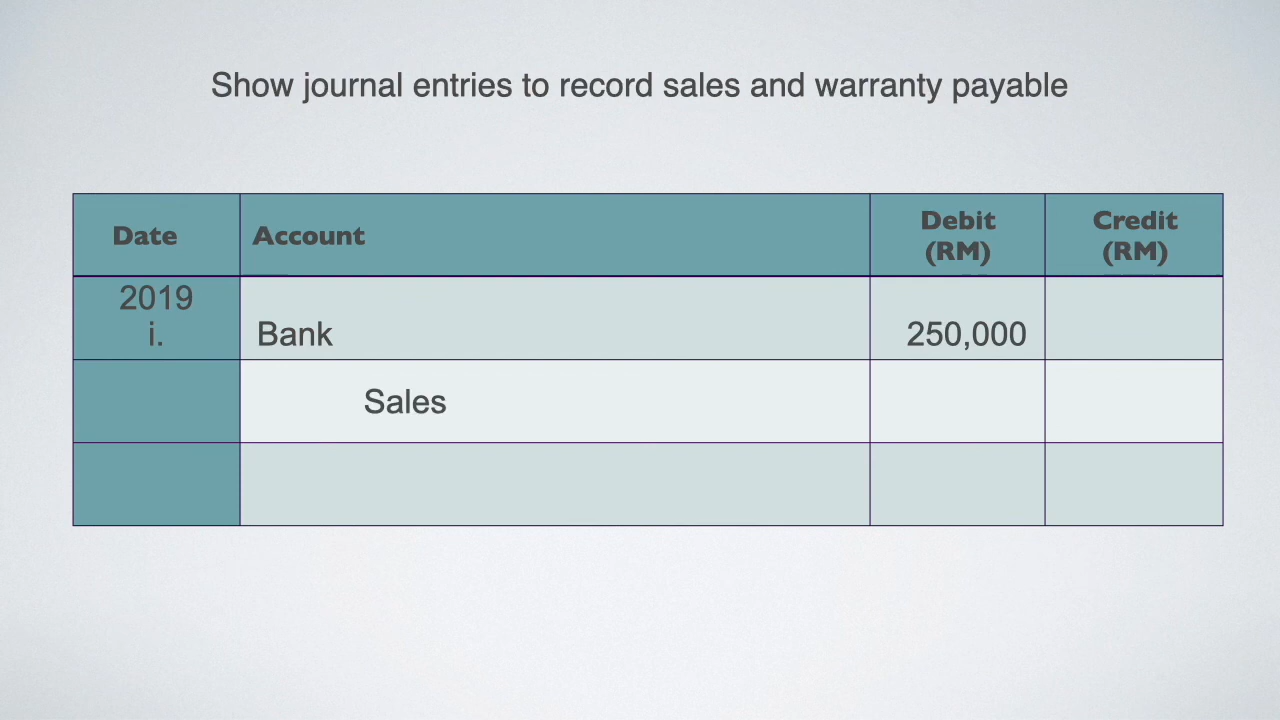 Show journal entries to record sales and warranty payable
Date Account Debit (RM) Credit (RM)
2019
i. Bank 250,000
Sales